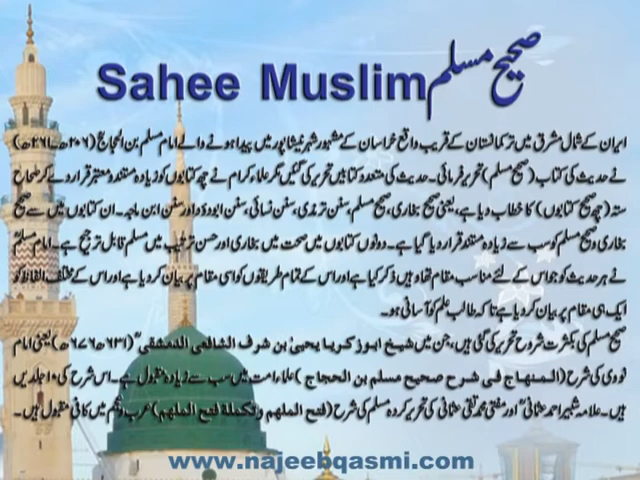 Sahee Muslim صحیح مسلم
ایران کے شمال مشرق میں ترکمانستان کے قریب واقع خراسان کے مشہور شہر نیشاپور میں پیدا ہونے والے امام مسلم بن الحجاجؒ (۲۰۶ھ۔۲۶۱ھ)
نے حدیث کی کتاب (صحیح مسلم) تحریر فرمائی۔ حدیث کی متعدد کتابیں تحریر کی گئیں مگر علماء کرام نے چھ کتابوں کو زیادہ مستند و معتبر قرار دے کر صحاح
ستہ (چھ صحیح کتابوں) کا خطاب دیا ہے، یعنی صحیح بخاری، صحیح مسلم، سنن ترمذی، سنن نسائی، سنن ابوداؤد اور سنن ابن ماجہ۔ ان کتابوں میں سے صحیح
بخاری و صحیح مسلم کو سب سے زیادہ مستند قرار دیا گیا ہے۔ دونوں کتابوں میں صحت میں بخاری اور حسن ترتیب میں مسلم قابل ترجیح ہے۔ امام مسلمؒ
نے ہر حدیث کو جو اس کے لئے مناسب مقام تھا وہیں ذکر کیا ہے اور اس کے تمام طریقوں کو اسی مقام پر بیان کر دیا ہے اور اس کے مختلف الفاظ کو
ایک ہی مقام پر بیان کر دیا ہے تاکہ طالب علم کو آسانی ہو۔
صحیح مسلم کی بکثرت شروح تحریر کی گئی ہیں، جن میں شیخ ابوزکریا یحییٰ بن شرف الشافعی الدمشقیؒ (۶۳۱ھ۔۶۷۶ھ) یعنی امام
نووی کی شرح (المنهاج فی شرح صحیح مسلم بن الحجاج) علماء امت میں سب سے زیادہ مقبول ہے۔ اس شرح کی ۱۰ جلدیں
ہیں۔ علامہ شبیر احمد عثمانیؒ اور مفتی محمد تقی عثمانی کی تحریر کردہ مسلم کی شرح (فتح الملهم وتکملة فتح الملهم) عرب و عجم میں کافی مقبول ہیں۔
www.najeebqasmi.com